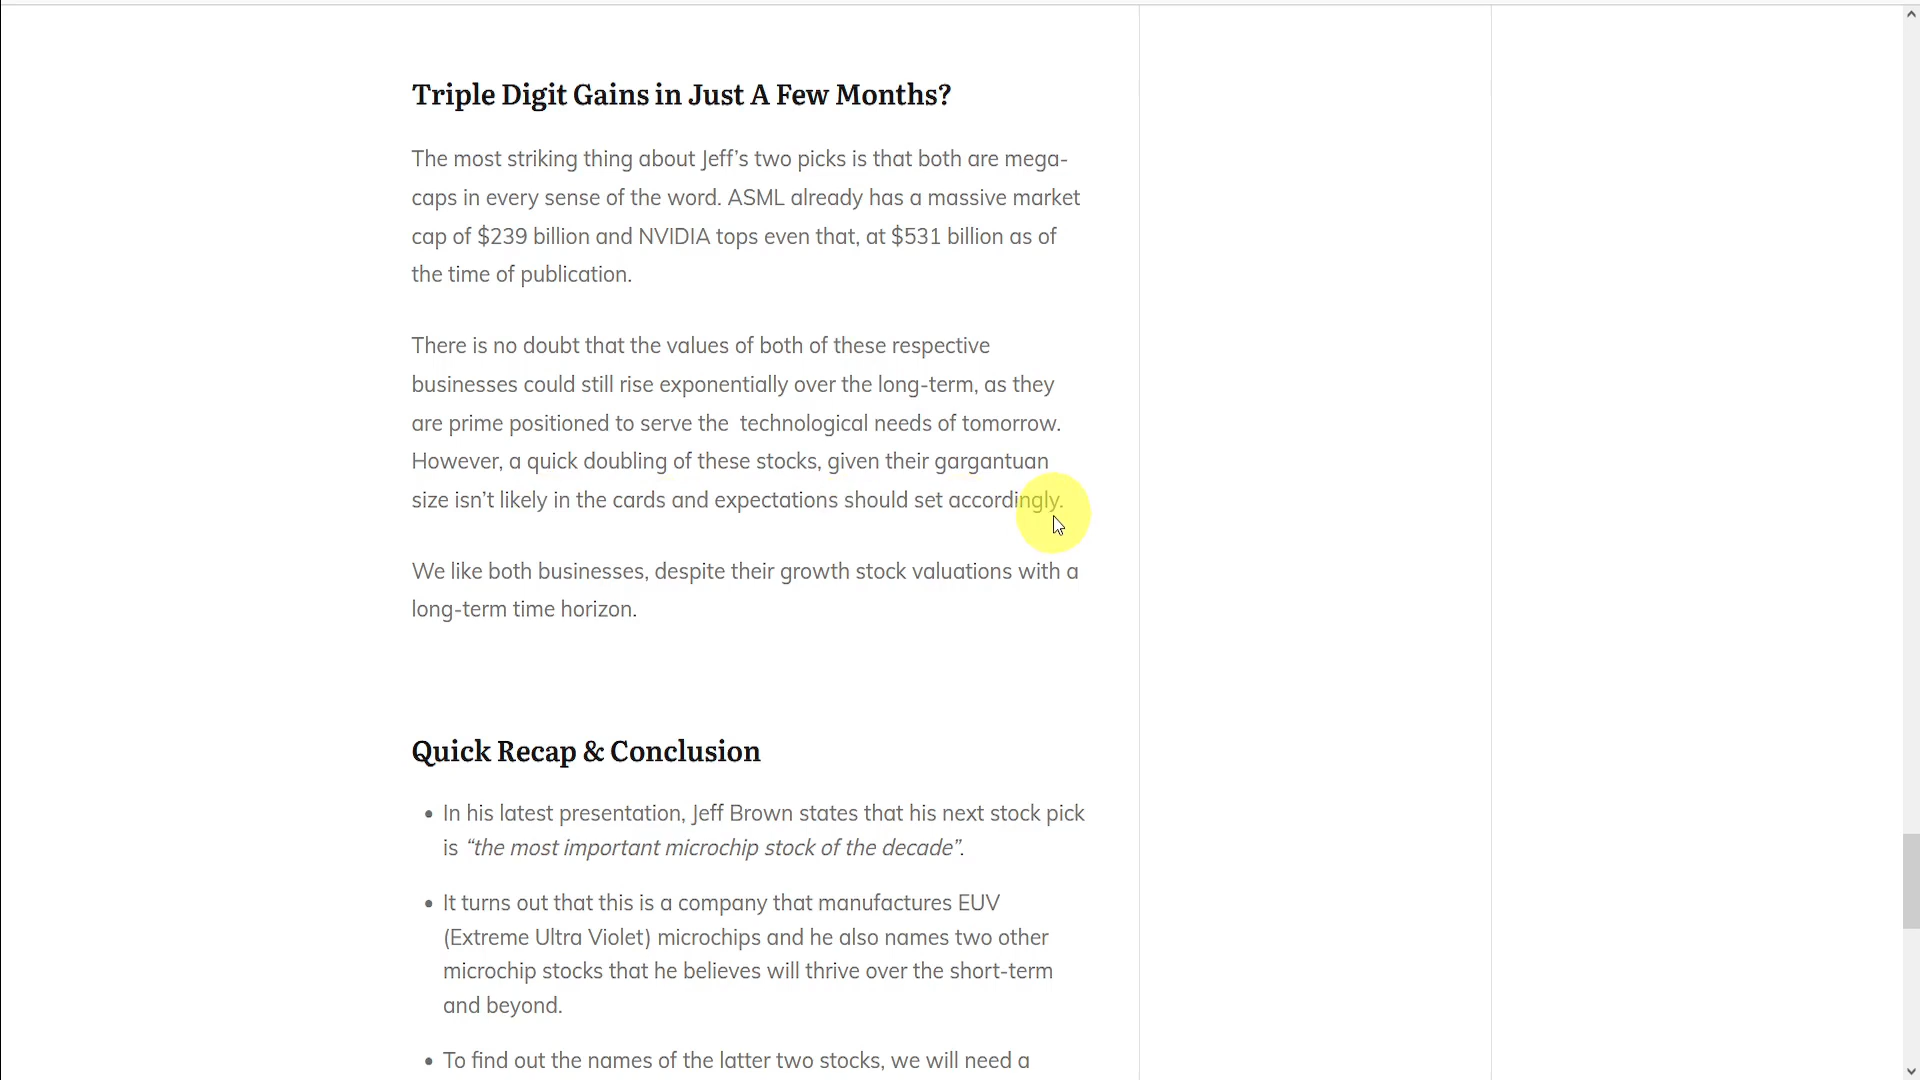 Triple Digit Gains in Just A Few Months?
The most striking thing about Jeff’s two picks is that both are mega-
caps in every sense of the word. ASML already has a massive market
cap of $239 billion and NVIDIA tops even that, at $531 billion as of
the time of publication.
There is no doubt that the values of both of these respective
businesses could still rise exponentially over the long-term, as they
are prime positioned to serve the  technological needs of tomorrow.
However, a quick doubling of these stocks, given their gargantuan
size isn’t likely in the cards and expectations should set accordingly.
We like both businesses, despite their growth stock valuations with a
long-term time horizon.
Quick Recap & Conclusion
• In his latest presentation, Jeff Brown states that his next stock pick
is “the most important microchip stock of the decade”.
• It turns out that this is a company that manufactures EUV
(Extreme Ultra Violet) microchips and he also names two other
microchip stocks that he believes will thrive over the short-term
and beyond.
• To find out the names of the latter two stocks, we will need a